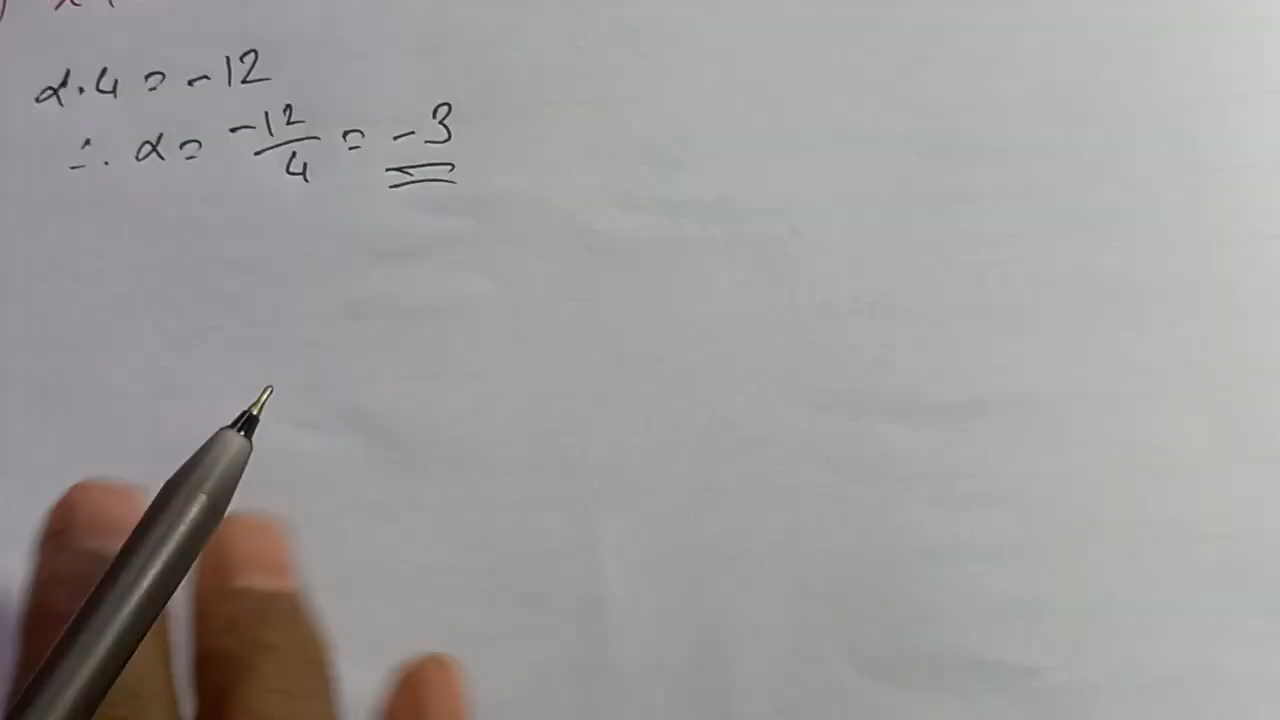 α·4 = -12
∴ α = -12/4 = -3